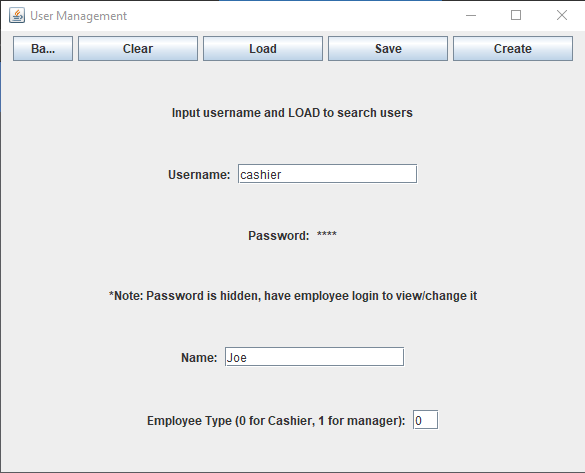 User Management
Ba... Clear Load Save Create
Input username and LOAD to search users
Username: cashier
Password: ****
*Note: Password is hidden, have employee login to view/change it
Name: Joe
Employee Type (0 for Cashier, 1 for manager): 0